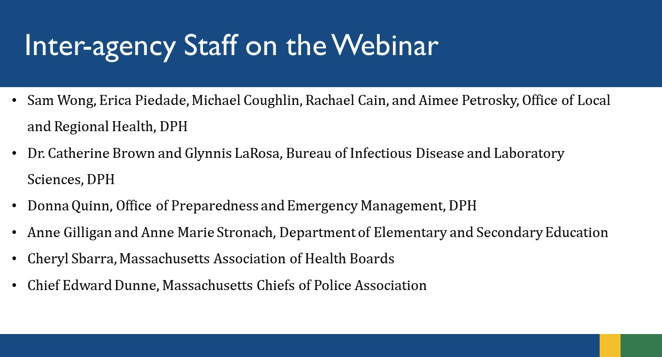 Inter-agency Staff on the Webinar
• Sam Wong, Erica Piedade, Michael Coughlin, Rachael Cain, and Aimee Petrosky, Office of Local
and Regional Health, DPH
• Dr. Catherine Brown and Glynnis LaRosa, Bureau of Infectious Disease and Laboratory
Sciences, DPH
• Donna Quinn, Office of Preparedness and Emergency Management, DPH
• Anne Gilligan and Anne Marie Stronach, Department of Elementary and Secondary Education
• Cheryl Sbarra, Massachusetts Association of Health Boards
• Chief Edward Dunne, Massachusetts Chiefs of Police Association